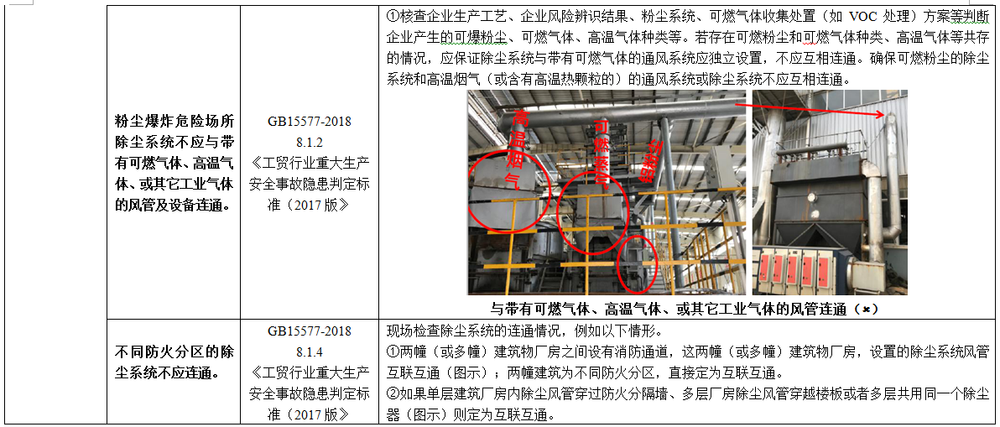 ①核查企业生产工艺、企业风险辨识结果、粉尘系统、可燃气体收集处置（如 VOC 处理）方案等判断
企业产生的可爆粉尘、可燃气体、高温气体种类等。若存在可燃粉尘和可燃气体种类、高温气体等共存
的情况，应保证除尘系统与带有可燃气体的通风系统应独立设置，不应互相连通。确保可燃粉尘的除尘
系统和高温烟气（或含有高温热颗粒的）的通风系统或除尘系统不应互相连通。
粉尘爆炸危险场所
除尘系统不应与带
有可燃气体、高温气
体、或其它工业气体
的风管及设备连通。
GB15577-2018
8.1.2
《工贸行业重大生产
安全事故隐患判定标
准（2017 版》
高温烟气
可燃燃气
铝粉尘
与带有可燃气体、高温气体、或其它工业气体的风管连通（×）
不同防火分区的除
尘系统不应连通。
GB15577-2018
8.1.4
《工贸行业重大生产
安全事故隐患判定标
准（2017 版》
现场检查除尘系统的连通情况，例如以下情形。
①两幢（或多幢）建筑物厂房之间设有消防通道，这两幢（或多幢）建筑物厂房，设置的除尘系统风管
互联互通（图示）；两幢建筑为不同防火分区，直接定为互联互通。
②如果单层建筑厂房内除尘风管穿过防火分隔墙、多层厂房除尘风管穿越楼板或者多层共用同一个除尘
器（图示）则定为互联互通。